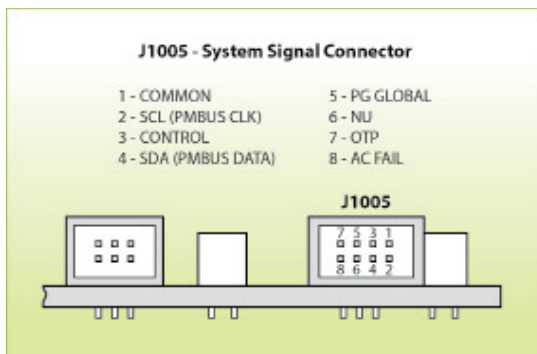 J1005 - System Signal Connector
1 - COMMON
2 - SCL (PMBUS CLK)
3 - CONTROL
4 - SDA (PMBUS DATA)
5 - PG GLOBAL
6 - NU
7 - OTP
8 - AC FAIL
J1005
7 5 3 1
8 6 4 2